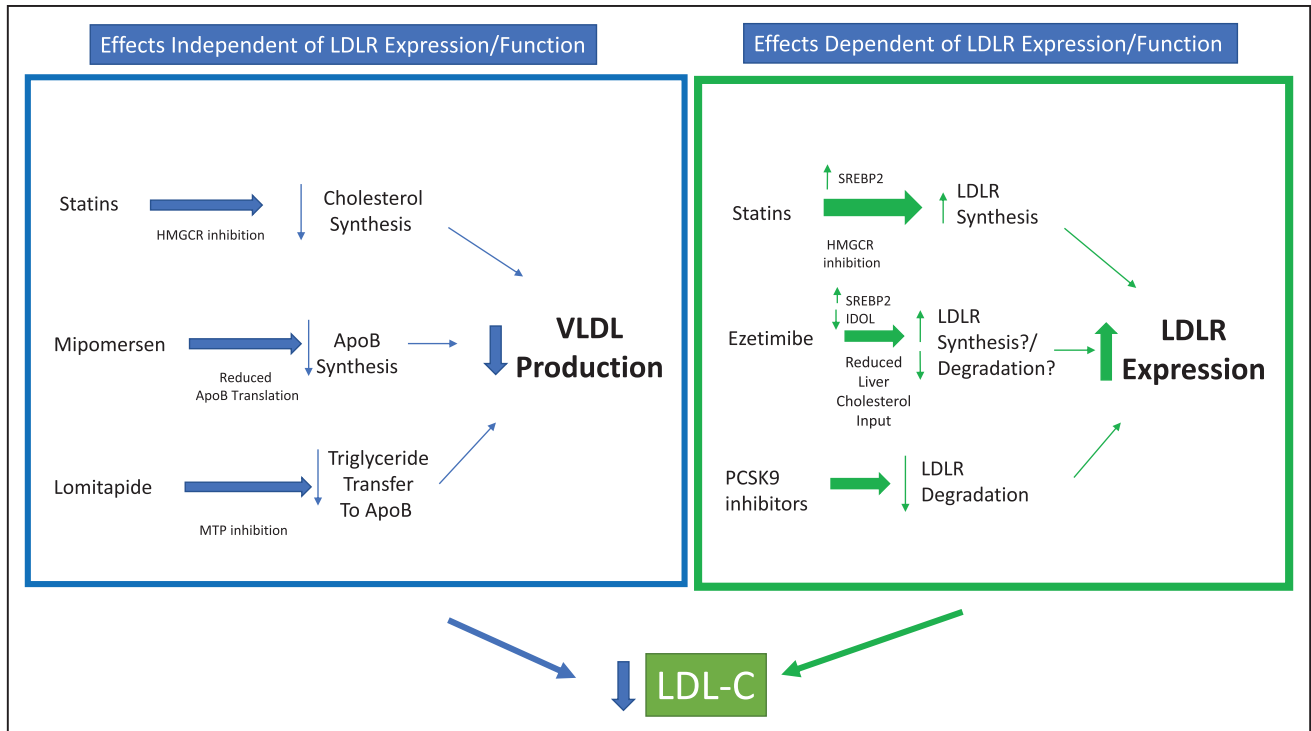 Effects Independent of LDLR Expression/Function
Statins
HMGCR inhibition
Cholesterol
Synthesis
Mipomersen
Reduced
ApoB Translation
ApoB
Synthesis
Lomitapide
MTP inhibition
Triglyceride
Transfer
To ApoB
VLDL
Production
Effects Dependent of LDLR Expression/Function
Statins
SREBP2
HMGCR
inhibition
LDLR
Synthesis
Ezetimibe
SREBP2
IDOL
Reduced
Liver
Cholesterol
Input
LDLR
Synthesis?/
Degradation?
PCSK9
inhibitors
LDLR
Degradation
LDLR
Expression
LDL-C